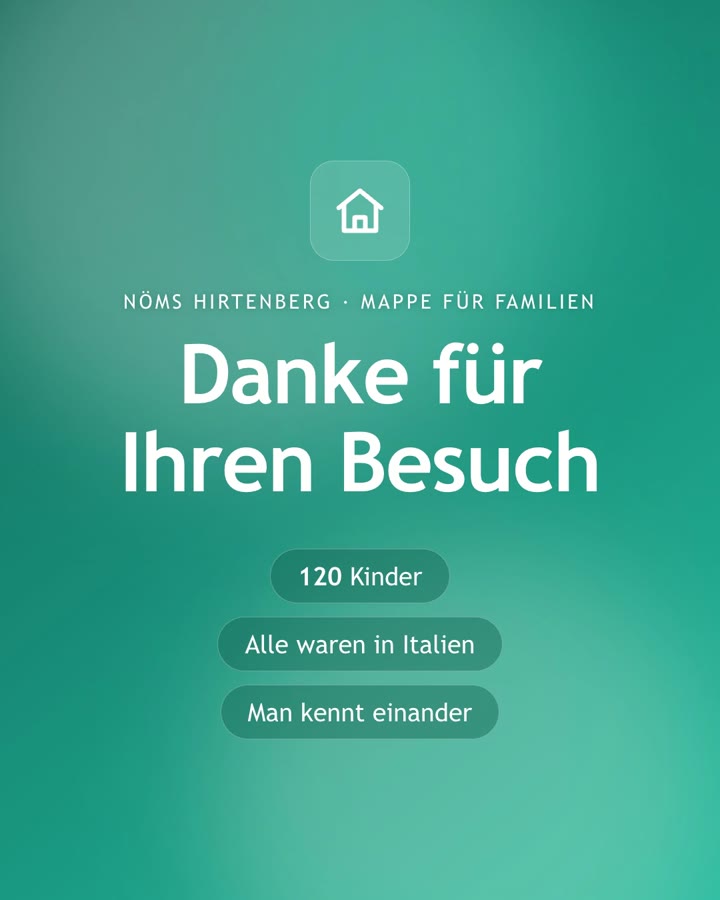 NÖMS HIRTENBERG · MAPPE FÜR FAMILIEN
Danke für
Ihren Besuch
120 Kinder
Alle waren in Italien
Man kennt einander